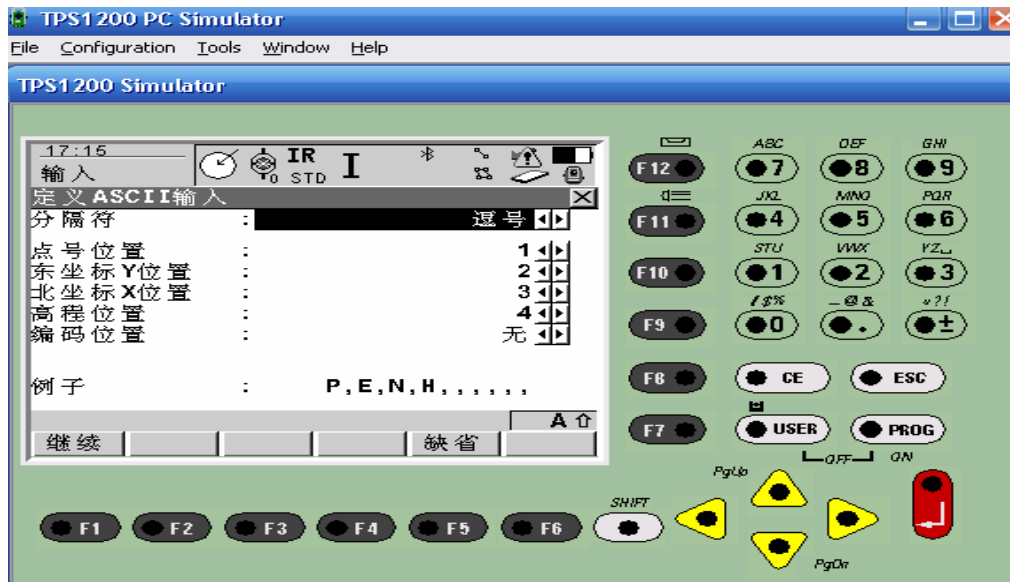 TPS1200 PC Simulator
File Configuration Tools Window Help
TPS1200 Simulator
17:15
输入
IR
STD
I
0
定义ASCII输入
分隔符 : 逗号
点号位置 : 1
东坐标Y位置 : 2
北坐标X位置 : 3
高程位置 : 4
编码位置 : 无
例子 : P,E,N,H,,,,,,
A
继续 缺省
ABC DEF GHI
F12 7 8 9
JKL MNO PQR
F11 4 5 6
STU VWX YZ
F10 1 2 3
/$% _@& *?!
F9 0 . ±
F8 CE ESC
F7 USER PROG
OFF ON
PgUp
SHIFT
F1 F2 F3 F4 F5 F6
PgDn